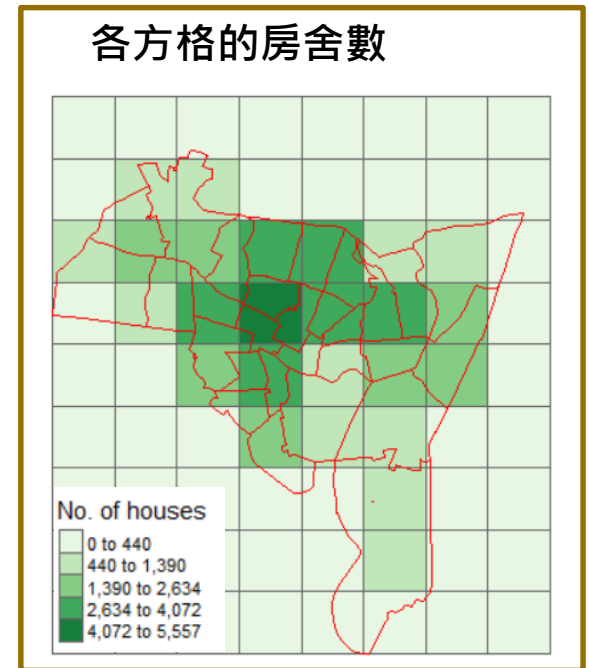 各方格的房舍數
No. of houses
0 to 440
440 to 1,390
1,390 to 2,634
2,634 to 4,072
4,072 to 5,557